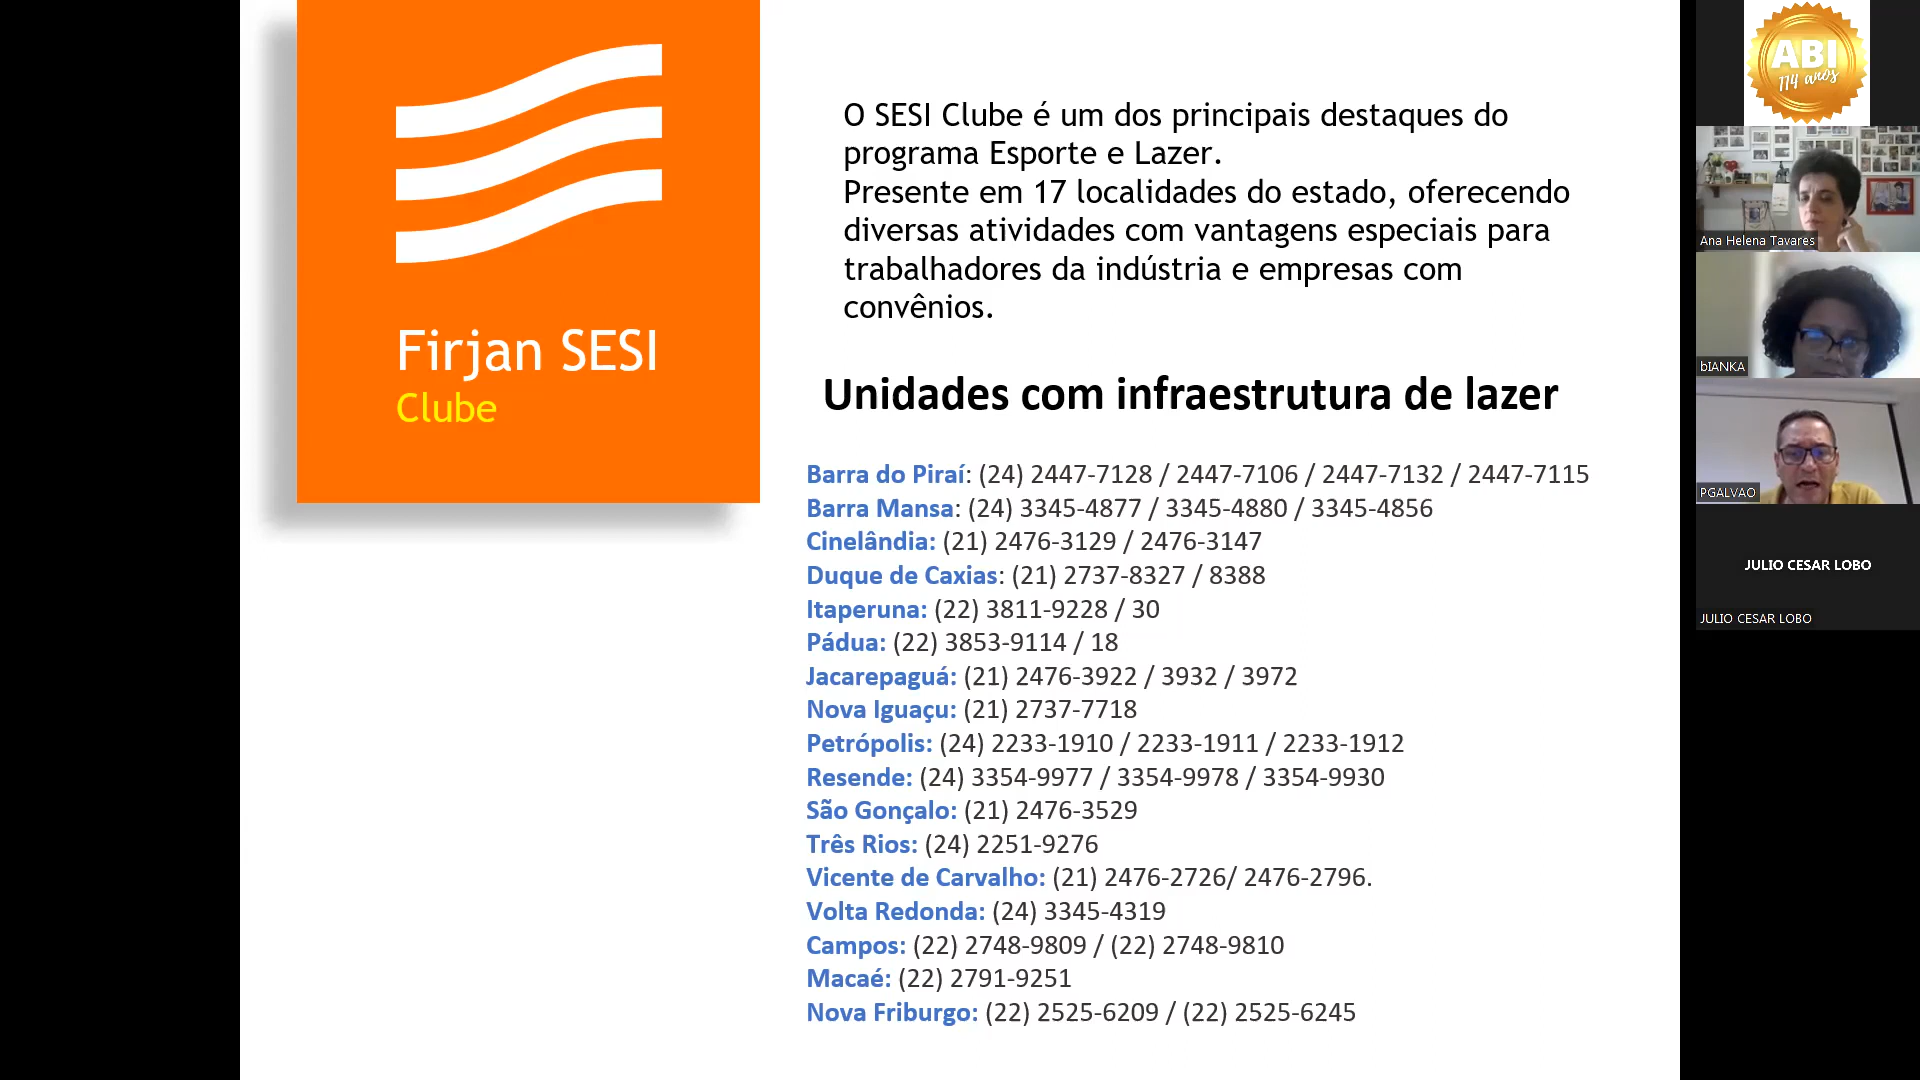 Firjan SESI
Clube
O SESI Clube é um dos principais destaques do
programa Esporte e Lazer.
Presente em 17 localidades do estado, oferecendo
diversas atividades com vantagens especiais para
trabalhadores da indústria e empresas com
convênios.
Unidades com infraestrutura de lazer
Barra do Piraí: (24) 2447-7128 / 2447-7106 / 2447-7132 / 2447-7115
Barra Mansa: (24) 3345-4877 / 3345-4880 / 3345-4856
Cinelândia: (21) 2476-3129 / 2476-3147
Duque de Caxias: (21) 2737-8327 / 8388
Itaperuna: (22) 3811-9228 / 30
Pádua: (22) 3853-9114 / 18
Jacarepaguá: (21) 2476-3922 / 3932 / 3972
Nova Iguaçu: (21) 2737-7718
Petrópolis: (24) 2233-1910 / 2233-1911 / 2233-1912
Resende: (24) 3354-9977 / 3354-9978 / 3354-9930
São Gonçalo: (21) 2476-3529
Três Rios: (24) 2251-9276
Vicente de Carvalho: (21) 2476-2726/ 2476-2796.
Volta Redonda: (24) 3345-4319
Campos: (22) 2748-9809 / (22) 2748-9810
Macaé: (22) 2791-9251
Nova Friburgo: (22) 2525-6209 / (22) 2525-6245
ABI
114 anos
Ana Helena Tavares
bIANKA
PGALVAO
JULIO CESAR LOBO
JULIO CESAR LOBO